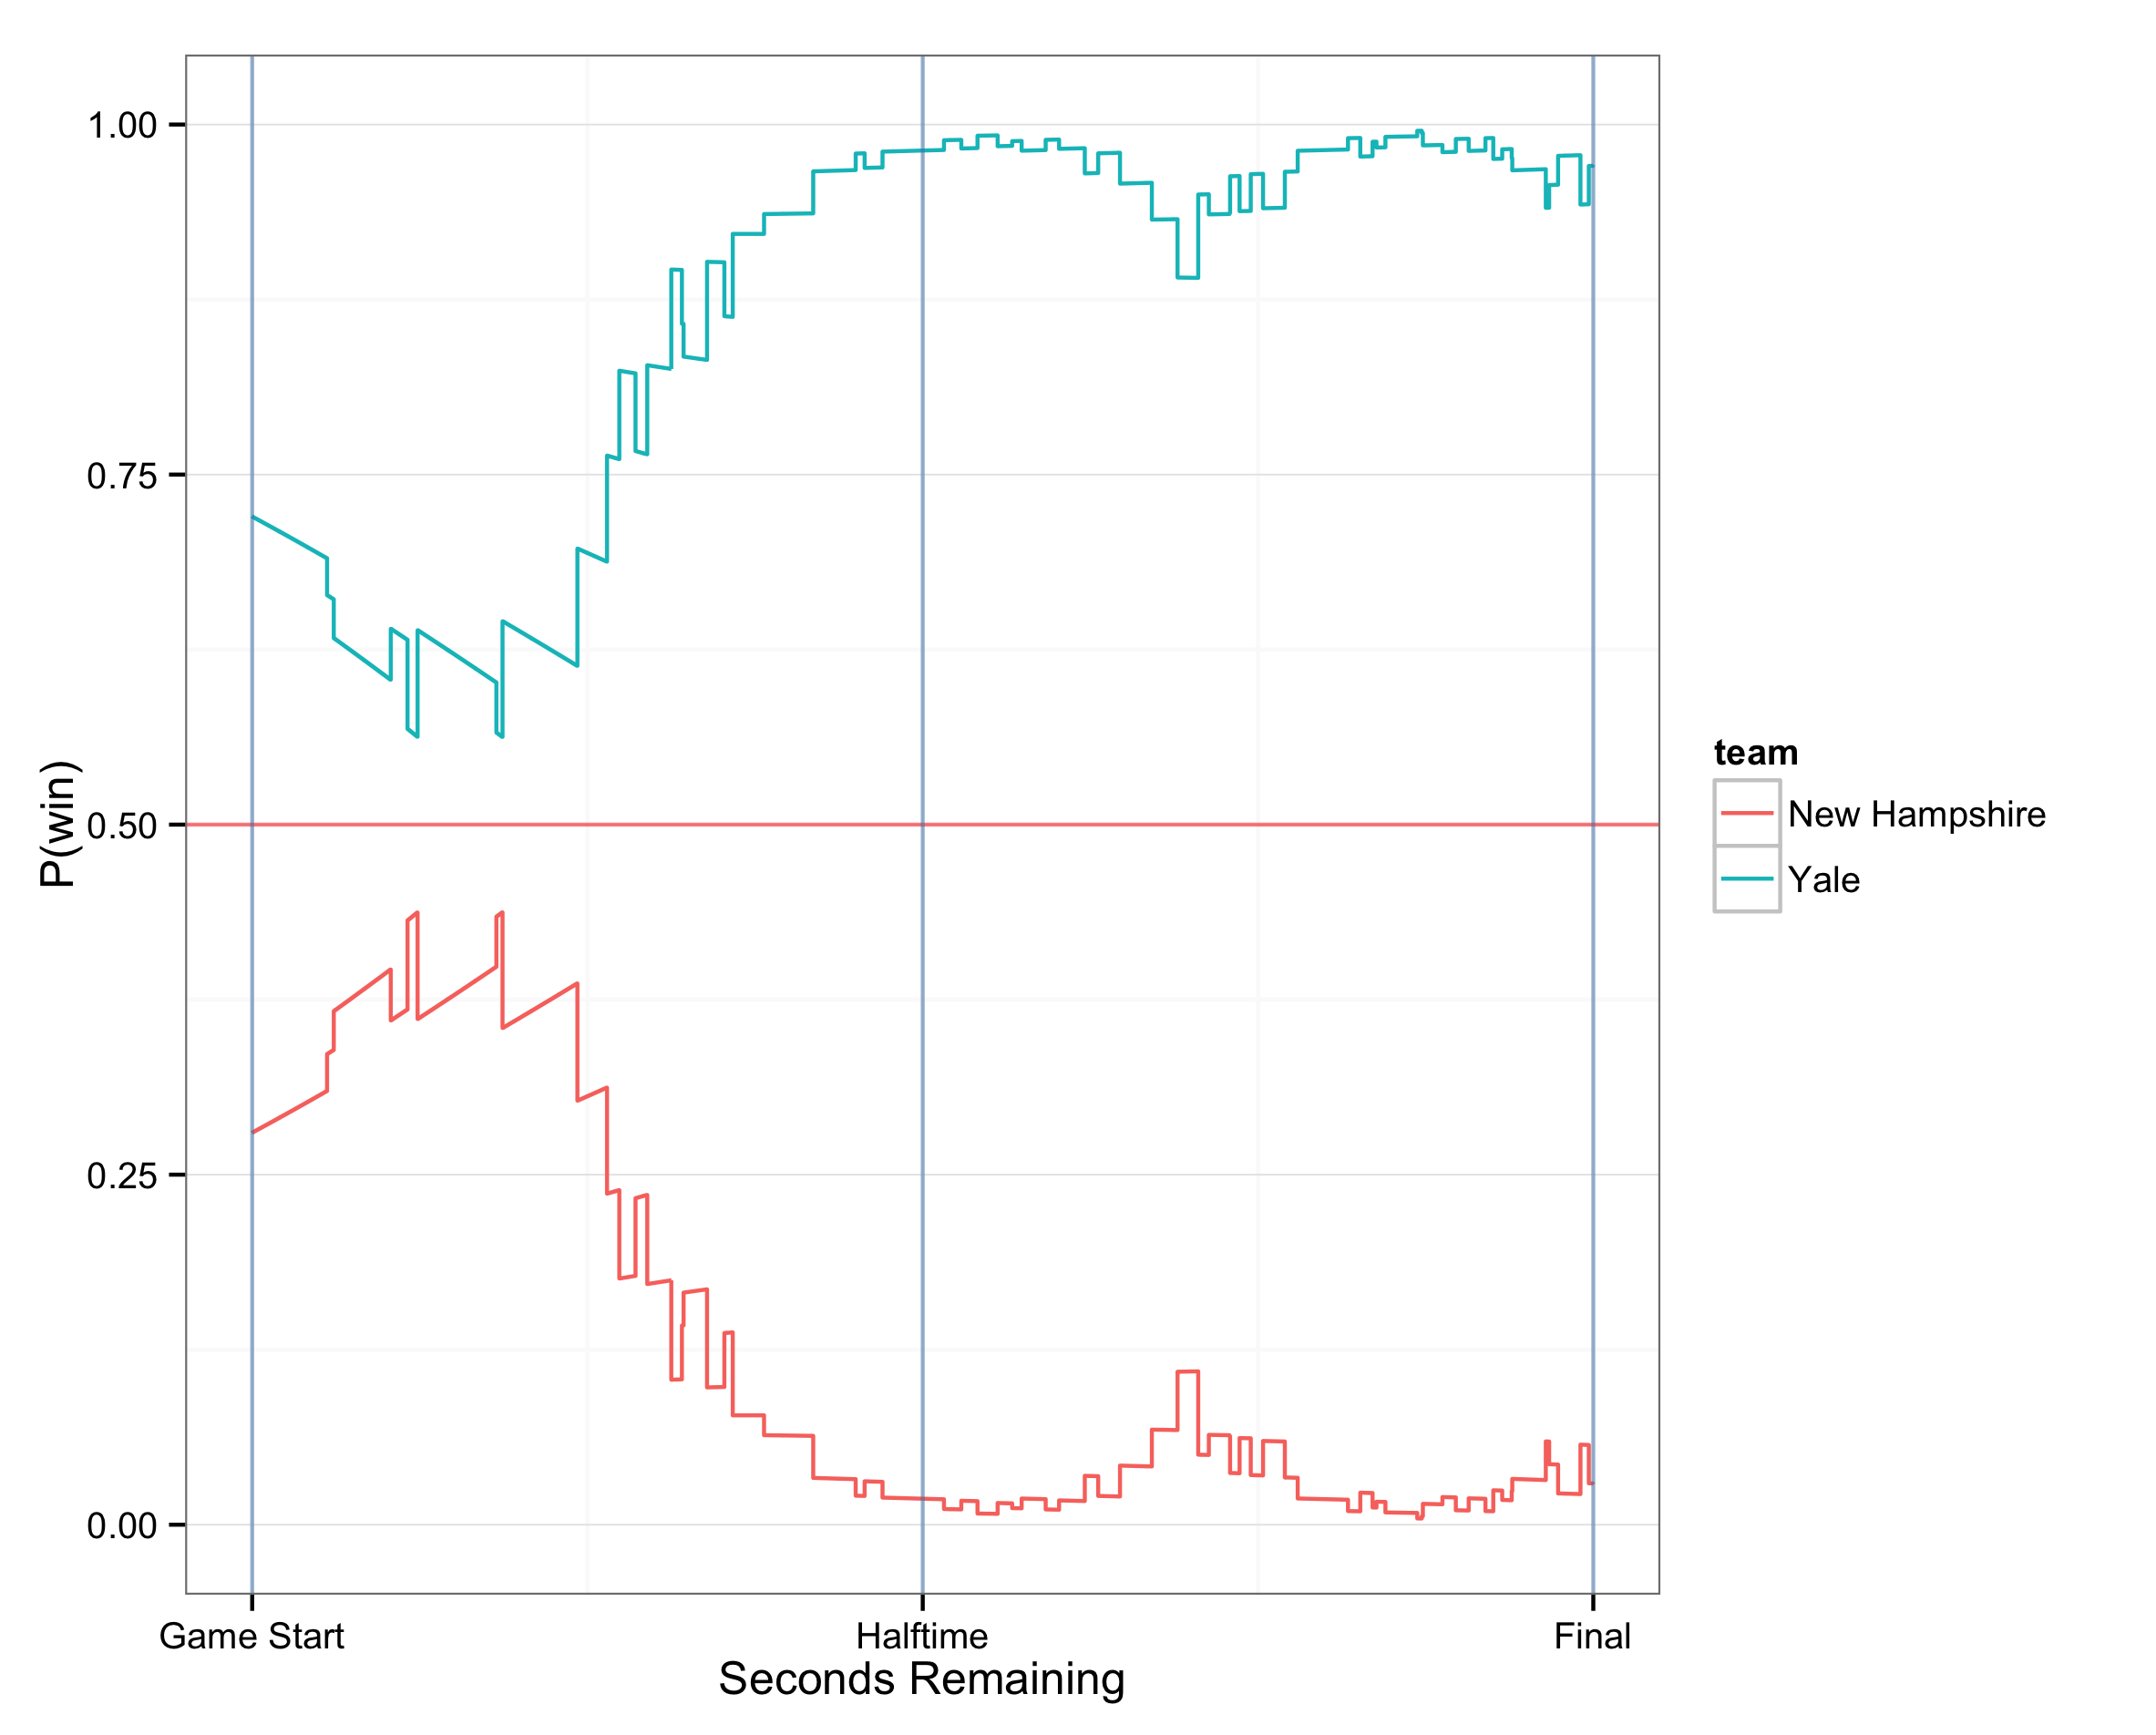 1.00
0.75
0.50
0.25
0.00
P(win)
Game Start
Halftime
Final
Seconds Remaining
team
New Hampshire
Yale